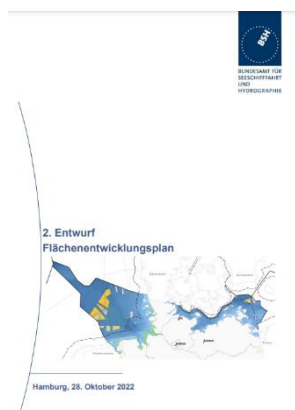 BSH
BUNDESAMT FÜR
SEESCHIFFFAHRT
UND
HYDROGRAPHIE
2. Entwurf
Flächenentwicklungsplan
Hamburg, 28. Oktober 2022